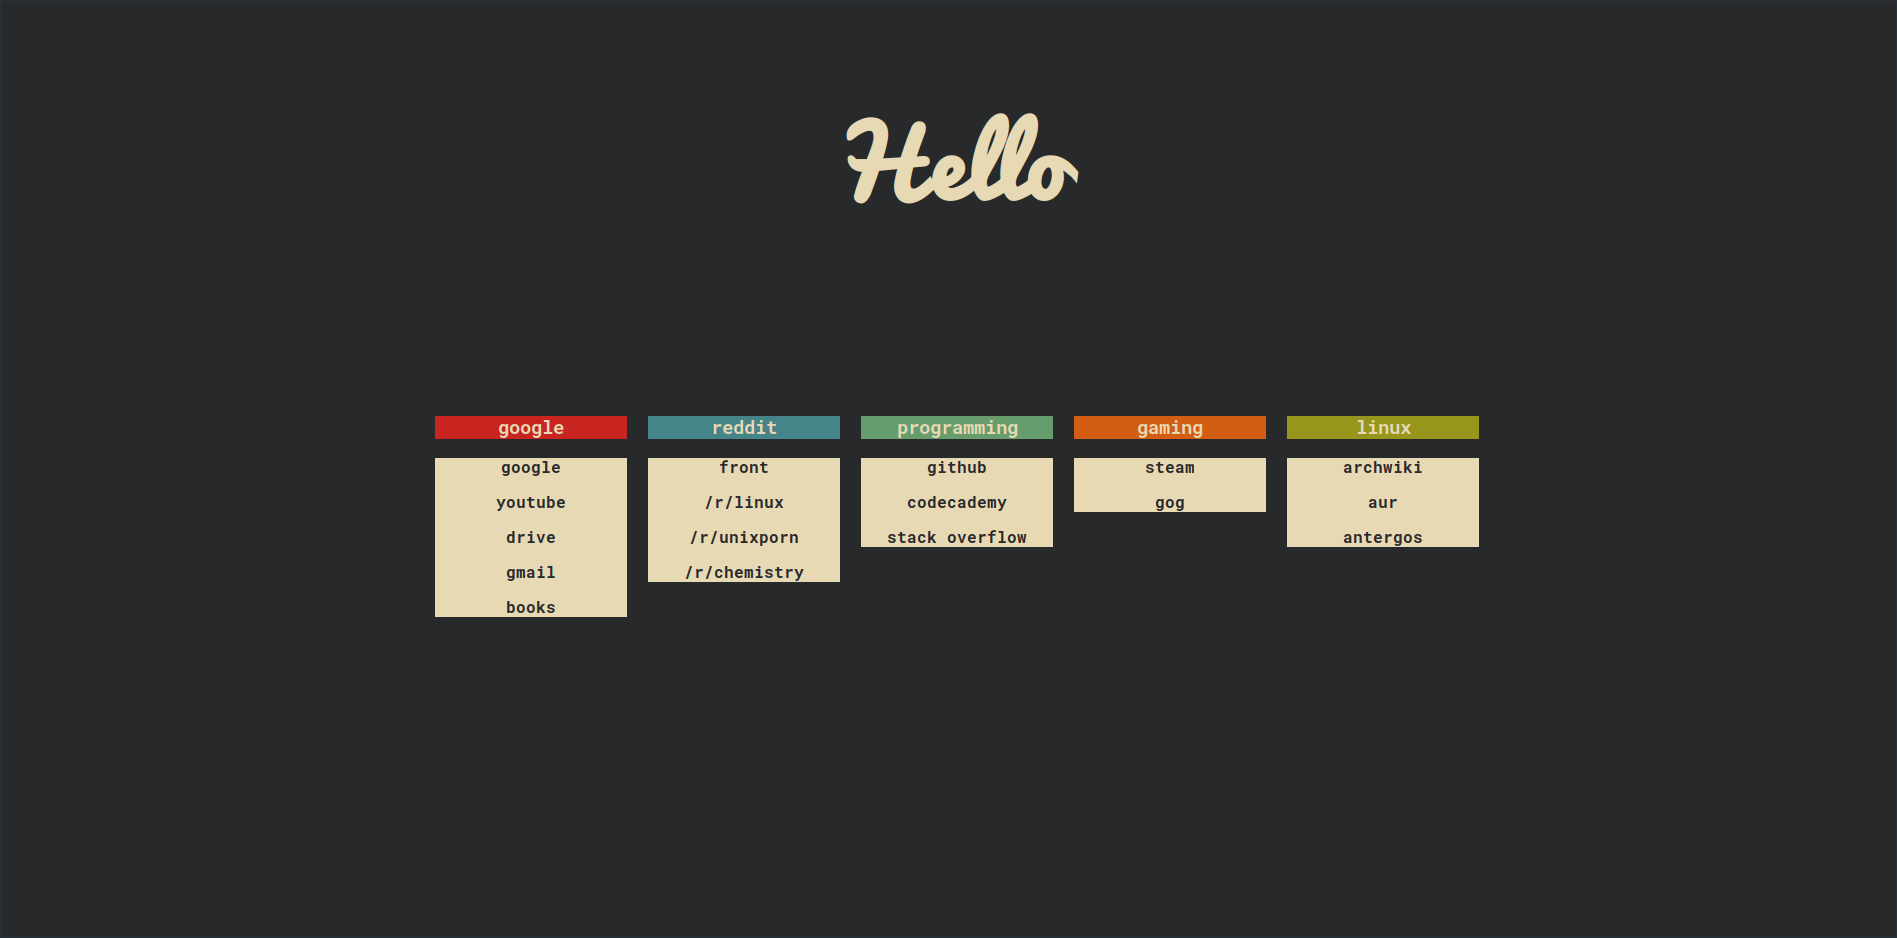 Hello
google
google
youtube
drive
gmail
books
reddit
front
/r/linux
/r/unixporn
/r/chemistry
programming
github
codecademy
stack overflow
gaming
steam
gog
linux
archwiki
aur
antergos